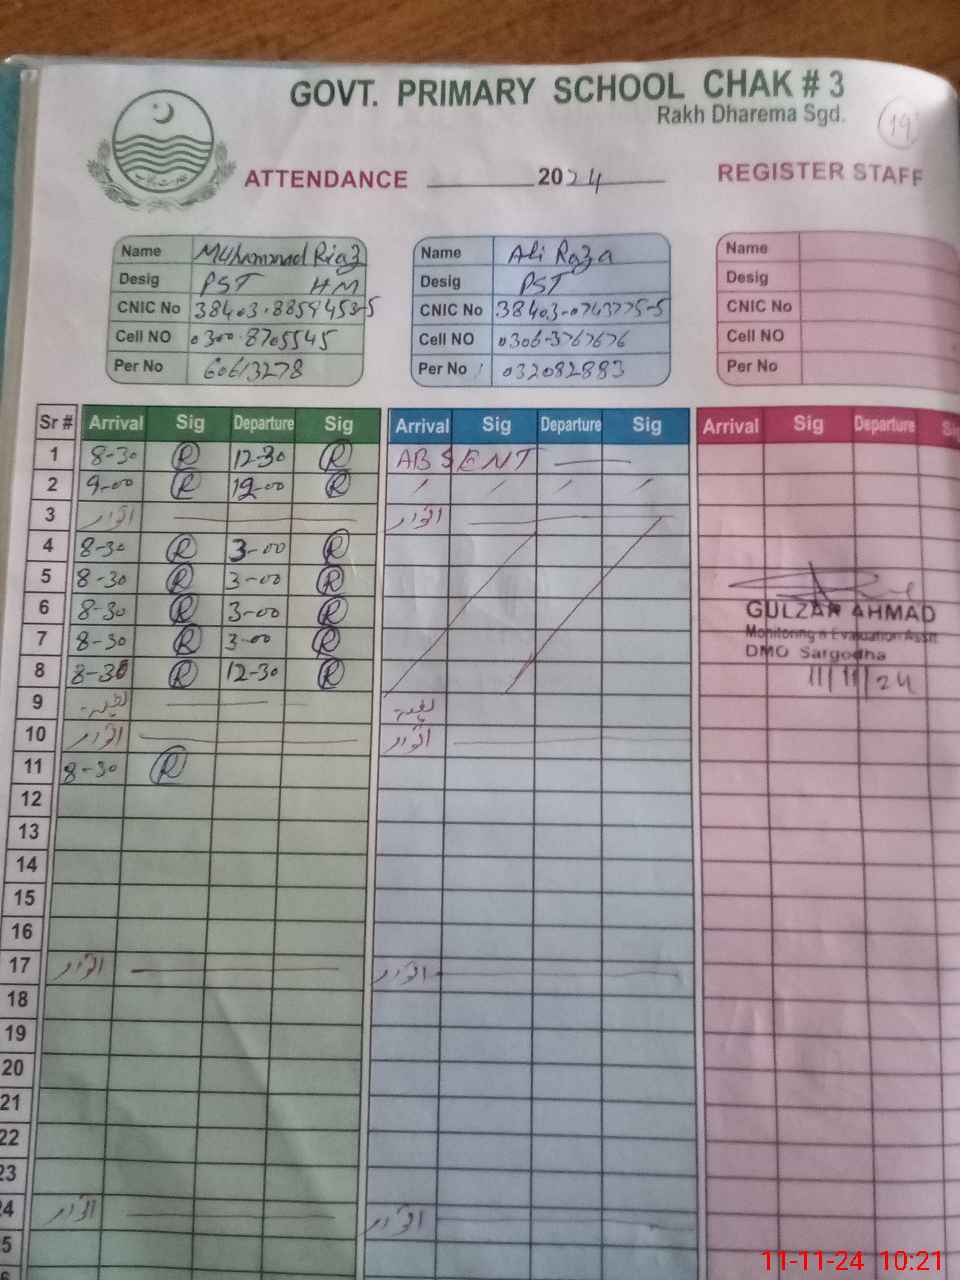 GOVT. PRIMARY SCHOOL CHAK # 3
Rakh Dharema Sgd.
19
ATTENDANCE 2024 REGISTER STAFF
Name Muhammad Riaz Name Ali Raza Name
Desig PST HM Desig PST Desig
CNIC No 38403-8859453-5 CNIC No 38403-0743775-5 CNIC No
Cell NO 0300-8705545 Cell NO 0306-3767676 Cell NO
Per No 60613278 Per No 032082883 Per No
Sr # Arrival Sig Departure Sig Arrival Sig Departure Sig Arrival Sig Departure
1 8-30 R 12-30 R ABSENT
2 9-00 R 12-00 R
3 اتوار اتوار
4 8-30 R 3-00 R
5 8-30 R 3-00 R
6 8-30 R 3-00 R
7 8-30 R 3-00 R
8 8-30 R 12-30 R
GULZAR AHMAD
Monitoring n Evaluation Asstt
DMO Sargodha
11/11/24
9
10 اتوار اتوار
11 8-30 R
12
13
14
15
16
17 اتوار اتوار
18
19
20
21
22
23
24 اتوار اتوار
11-11-24 10:21